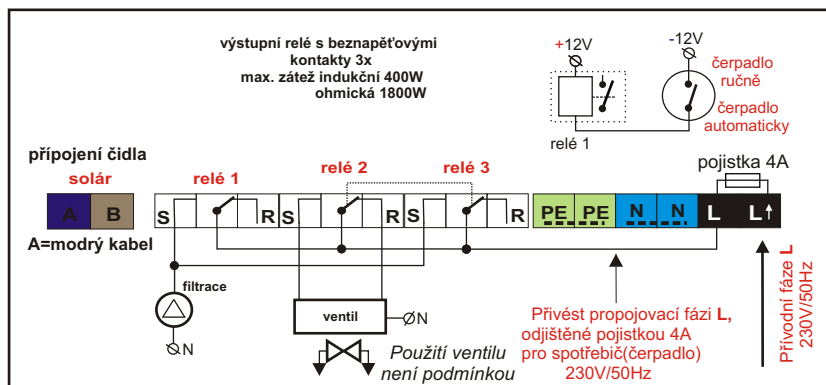 výstupní relé s beznapěťovými
kontakty 3x
max. zátěž indukční 400W
ohmická 1800W
+12V
-12V
čerpadlo
ručně
čerpadlo
automaticky
relé 1
přípojení čidla
solár
relé 1
relé 2
relé 3
pojistka 4A
A B
S R S R S R
PE PE N N L L↑
A=modrý kabel
filtrace
N
ventil
N
Použití ventilu
není podmínkou
Přivést propojovací fázi L,
odjištěné pojistkou 4A
pro spotřebič(čerpadlo)
230V/50Hz
Přívodní fáze L
230V/50Hz